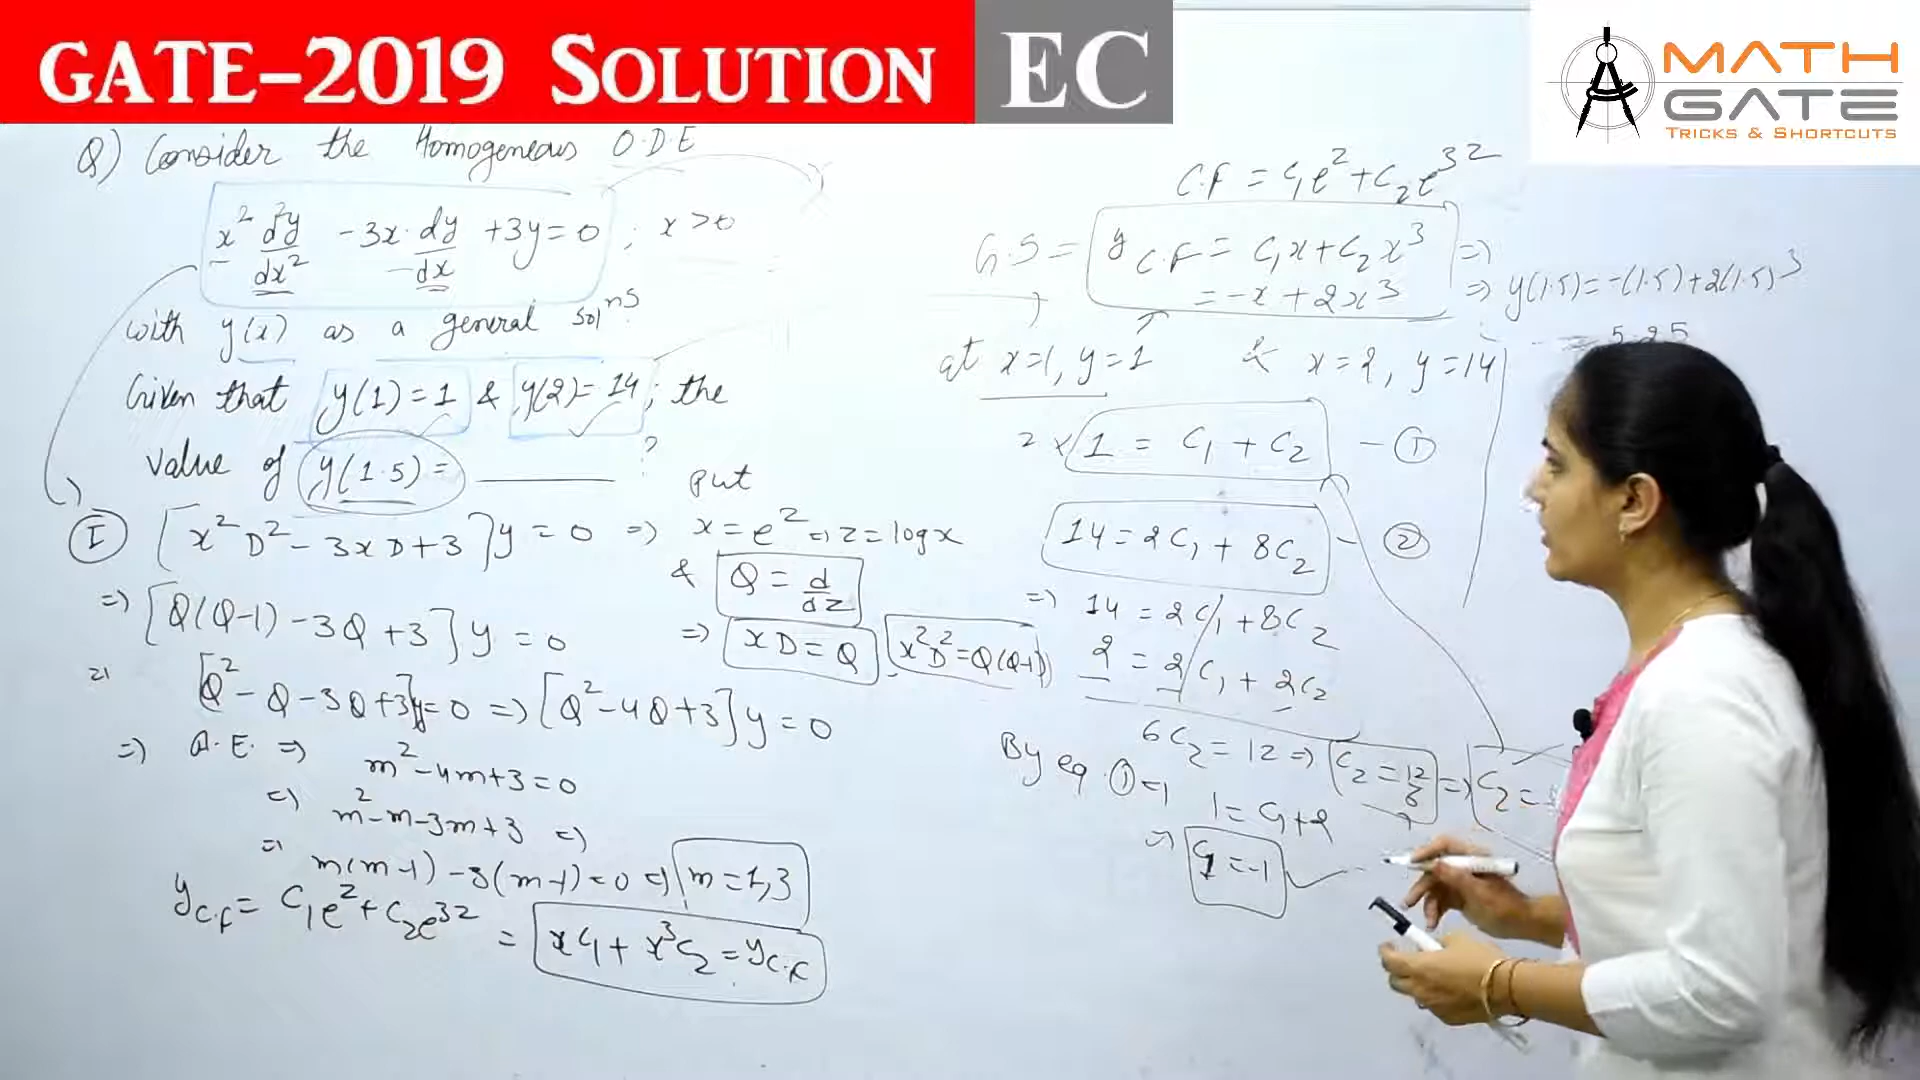 GATE-2019 SOLUTION EC
MATH
GATE
TRICKS & SHORTCUTS
Q) Consider the Homogeneous O.D.E
x² d²y/dx² - 3x. dy/dx + 3y = 0 ; x > 0
with y(x) as a general solns
Given that y(1) = 1 & y(2) = 14 ; the
value of y(1.5) = ______ ?
I [x²D² - 3xD + 3]y = 0 =>
put
x = e^z => z = log x
& Q = d/dz
=> xD = Q , x²D² = Q(Q-1)
=> [Q(Q-1) - 3Q + 3]y = 0
=> [Q² - Q - 3Q + 3]y = 0 => [Q² - 4Q + 3]y = 0
=> A.E. => m² - 4m + 3 = 0
=> m² - m - 3m + 3 =>
=> m(m-1) - 3(m-1) = 0 => m = 1, 3
y C.F = C₁e^z + C₂e^3z = xC₁ + x³C₂ = y C.F
C.F = C₁e^z + C₂e^3z
G.S = y C.F = C₁x + C₂x³ =>
= -x + 2x³ => y(1.5) = -(1.5) + 2(1.5)³
= 5.25
at x=1, y=1 & x=2, y=14
2 × 1 = C₁ + C₂ - ①
14 = 2C₁ + 8C₂ - ②
=> 14 = 2C₁ + 8C₂
2 = 2C₁ + 2C₂
6C₂ = 12 => C₂ = 12/6 => C₂ =
By eq. ① => 1 = C₁ + 2
=> C₁ = -1